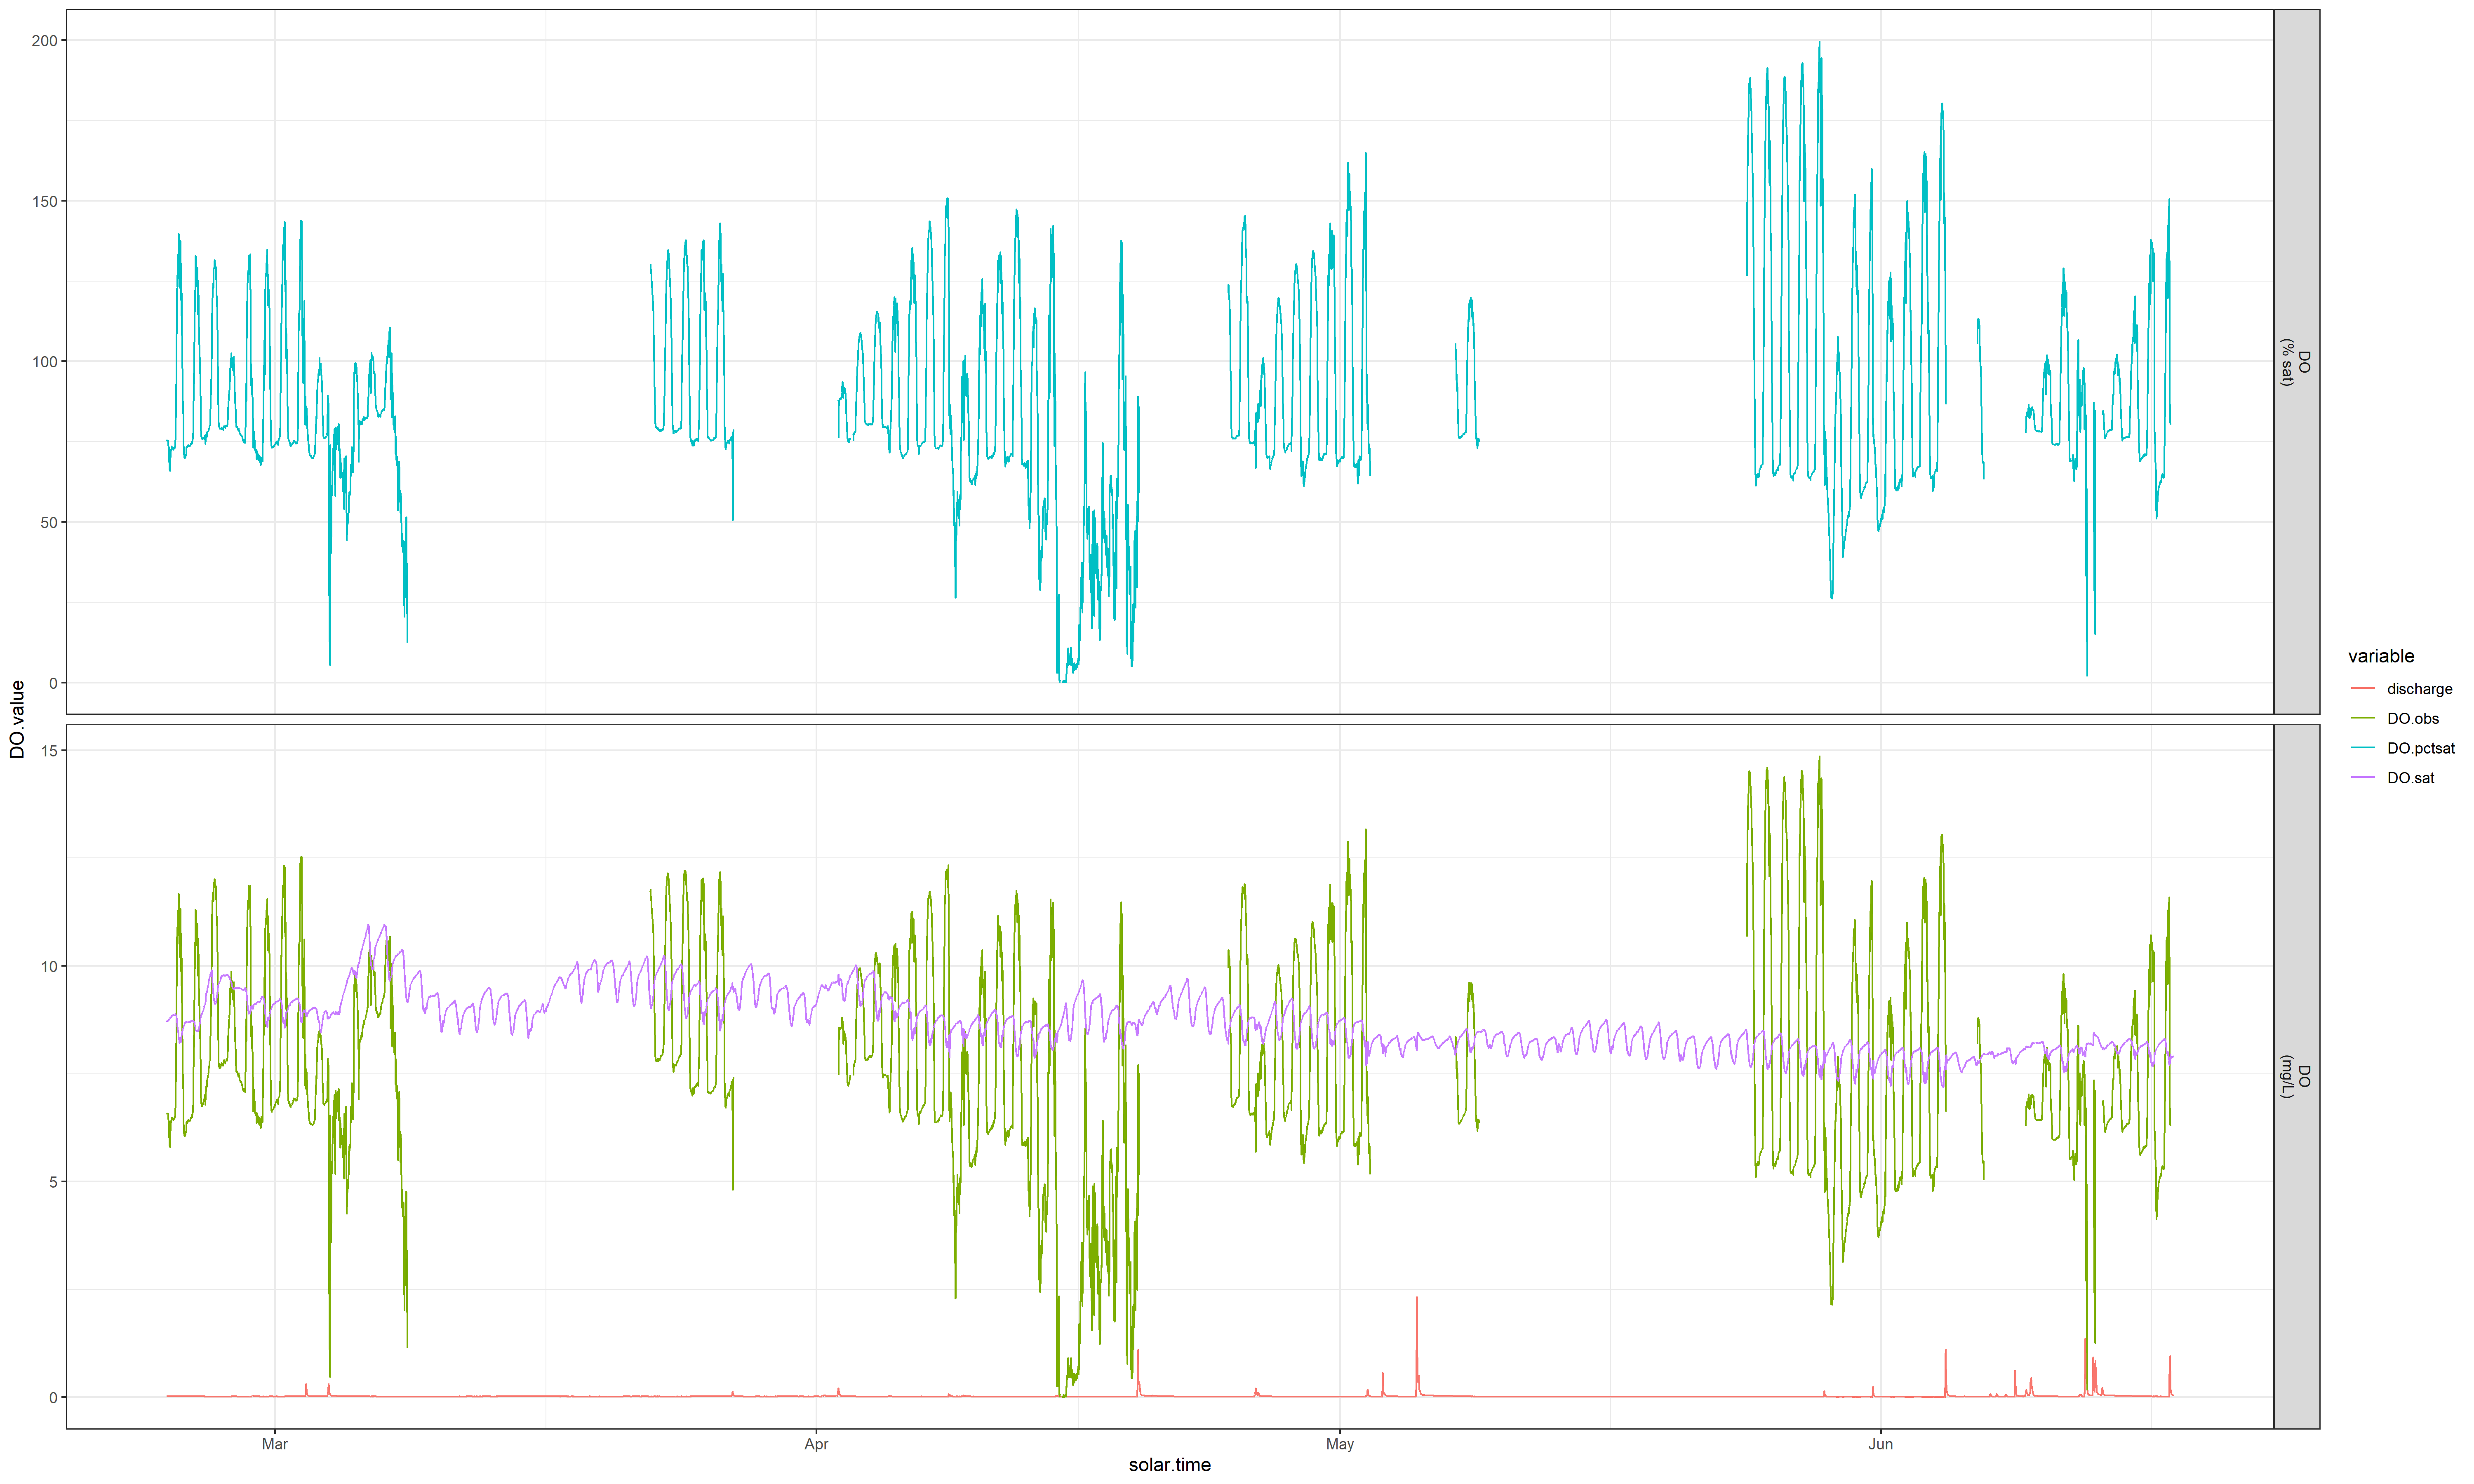 200
150
100
50
0
DO
(% sat)
DO.value
15
10
5
0
DO
(mg/L)
Mar
Apr
May
Jun
solar.time
variable
discharge
DO.obs
DO.pctsat
DO.sat